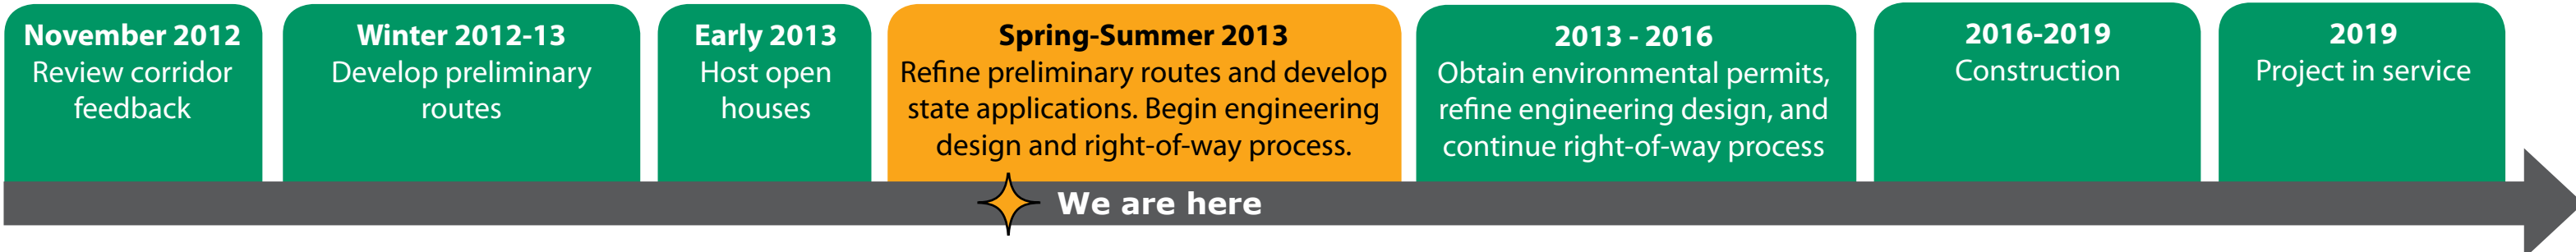 November 2012
Review corridor
feedback
Winter 2012-13
Develop preliminary
routes
Early 2013
Host open
houses
Spring-Summer 2013
Refine preliminary routes and develop
state applications. Begin engineering
design and right-of-way process.
2013 - 2016
Obtain environmental permits,
refine engineering design, and
continue right-of-way process
2016-2019
Construction
2019
Project in service
We are here